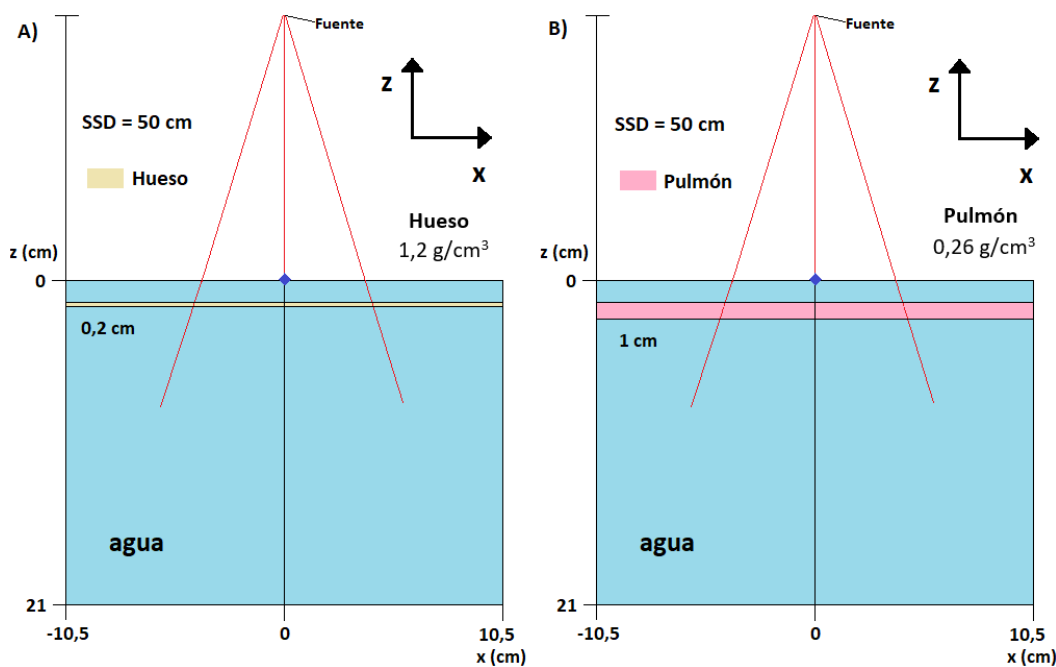 A)
Fuente
z
SSD = 50 cm
x
Hueso
Hueso
1,2 g/cm³
z (cm)
0
0,2 cm
agua
21
-10,5
0
10,5
x (cm)
B)
Fuente
z
SSD = 50 cm
x
Pulmón
Pulmón
0,26 g/cm³
0
1 cm
agua
21
-10,5
0
10,5
x (cm)